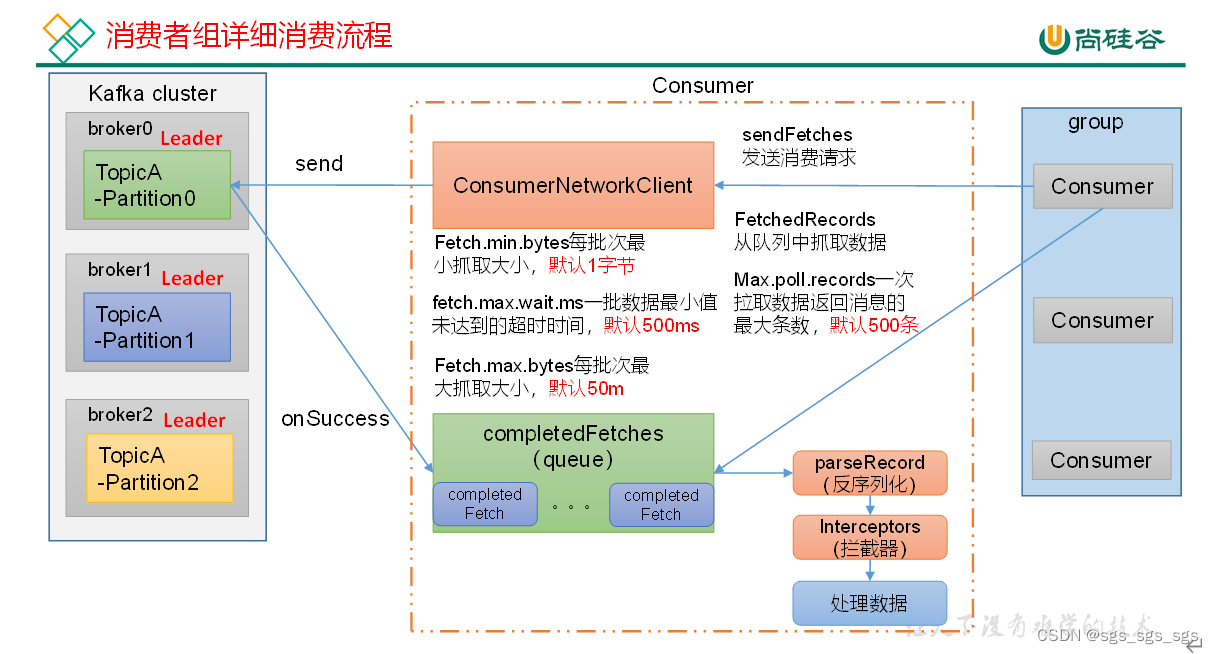 消费者组详细消费流程
尚硅谷
Kafka cluster
broker0
Leader
TopicA
-Partition0
broker1
Leader
TopicA
-Partition1
broker2
Leader
TopicA
-Partition2
send
onSuccess
Consumer
ConsumerNetworkClient
Fetch.min.bytes每批次最
小抓取大小，默认1字节
fetch.max.wait.ms一批数据最小值
未达到的超时时间，默认500ms
Fetch.max.bytes每批次最
大抓取大小，默认50m
completedFetches
（queue）
completed
Fetch
。。。
completed
Fetch
sendFetches
发送消费请求
FetchedRecords
从队列中抓取数据
Max.poll.records一次
拉取数据返回消息的
最大条数，默认500条
parseRecord
（反序列化）
Interceptors
（拦截器）
处理数据
group
Consumer
Consumer
Consumer
让天下没有难学的技术
CSDN @sgs_sgs_sgs